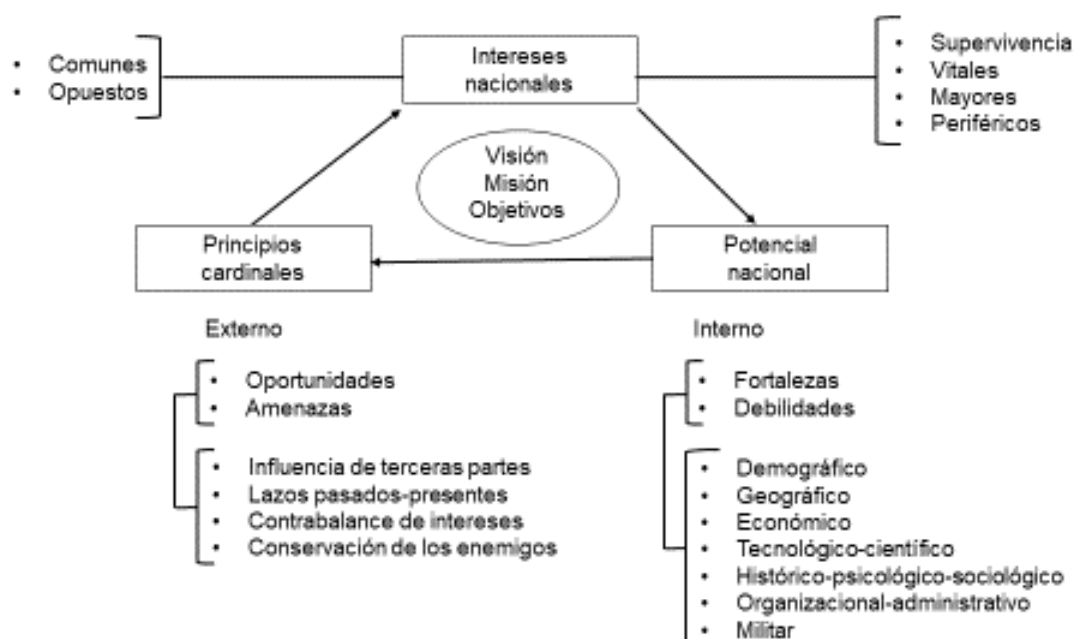 • Comunes
• Opuestos
Intereses
nacionales
• Supervivencia
• Vitales
• Mayores
• Periféricos
Visión
Misión
Objetivos
Principios
cardinales
Potencial
nacional
Externo
• Oportunidades
• Amenazas
• Influencia de terceras partes
• Lazos pasados-presentes
• Contrabalance de intereses
• Conservación de los enemigos
Interno
• Fortalezas
• Debilidades
• Demográfico
• Geográfico
• Económico
• Tecnológico-científico
• Histórico-psicológico-sociológico
• Organizacional-administrativo
• Militar